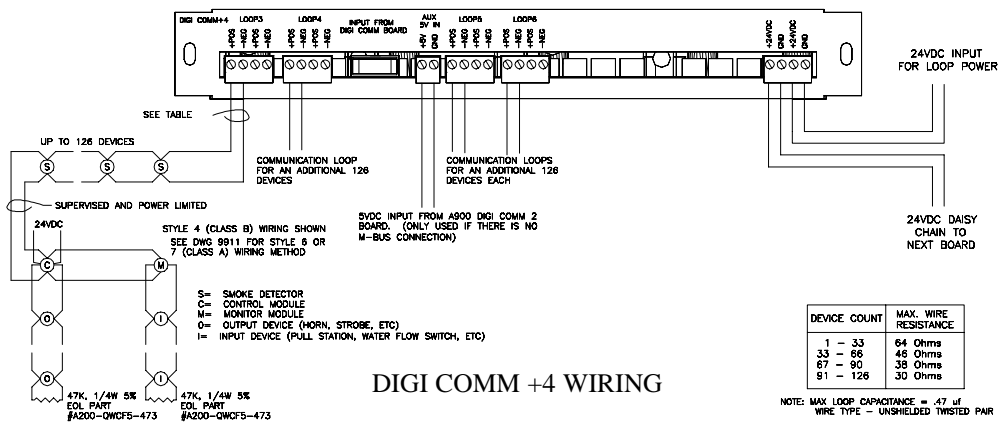 DIGI COMM+4
LOOP3
LOOP4
INPUT FROM
DIGI COMM BOARD
AUX
5V IN
LOOP5
LOOP6
+POS
-NEG
+POS
-NEG
+POS
-NEG
+POS
-NEG
+5V
GND
+POS
-NEG
+POS
-NEG
+POS
-NEG
+POS
-NEG
+24VDC
GND
+24VDC
GND
24VDC INPUT
FOR LOOP POWER
SEE TABLE
UP TO 126 DEVICES
S
S
S
COMMUNICATION LOOP
FOR AN ADDITIONAL 126
DEVICES
COMMUNICATION LOOPS
FOR AN ADDITIONAL 126
DEVICES EACH
SUPERVISED AND POWER LIMITED
24VDC
STYLE 4 (CLASS B) WIRING SHOWN
SEE DWG 9911 FOR STYLE 6 OR
7 (CLASS A) WIRING METHOD
5VDC INPUT FROM A900 DIGI COMM 2
BOARD. (ONLY USED IF THERE IS NO
M-BUS CONNECTION)
24VDC DAISY
CHAIN TO
NEXT BOARD
C
M
S= SMOKE DETECTOR
C= CONTROL MODULE
M= MONITOR MODULE
O= OUTPUT DEVICE (HORN, STROBE, ETC)
I= INPUT DEVICE (PULL STATION, WATER FLOW SWITCH, ETC)
O
I
O
I
47K, 1/4W 5%
EOL PART
#A200-QWCF5-473
47K, 1/4W 5%
EOL PART
#A200-QWCF5-473
DIGI COMM +4 WIRING
DEVICE COUNT MAX. WIRE RESISTANCE
1 - 33 64 Ohms
33 - 66 46 Ohms
67 - 90 38 Ohms
91 - 126 30 Ohms
NOTE: MAX LOOP CAPACITANCE = .47 uf
WIRE TYPE - UNSHIELDED TWISTED PAIR